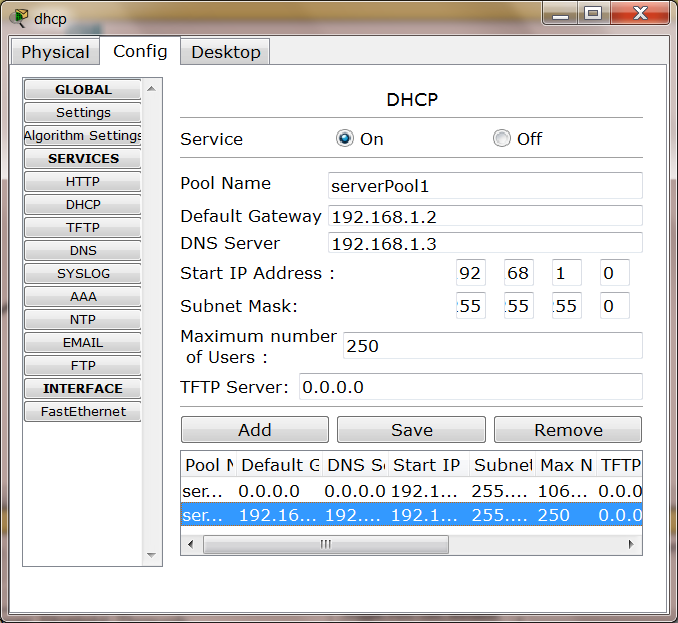 dhcp
Physical Config Desktop
GLOBAL
Settings
Algorithm Settings
SERVICES
HTTP
DHCP
TFTP
DNS
SYSLOG
AAA
NTP
EMAIL
FTP
INTERFACE
FastEthernet
DHCP
Service On Off
Pool Name serverPool1
Default Gateway 192.168.1.2
DNS Server 192.168.1.3
Start IP Address : 92 68 1 0
Subnet Mask: 55 55 55 0
Maximum number
of Users : 250
TFTP Server: 0.0.0.0
Add Save Remove
Pool N Default G DNS Se Start IP Subnet Max N TFTP
ser... 0.0.0.0 0.0.0.0 192.1... 255.... 106... 0.0.0
ser... 192.16... 192.... 192.1... 255.... 250 0.0.0